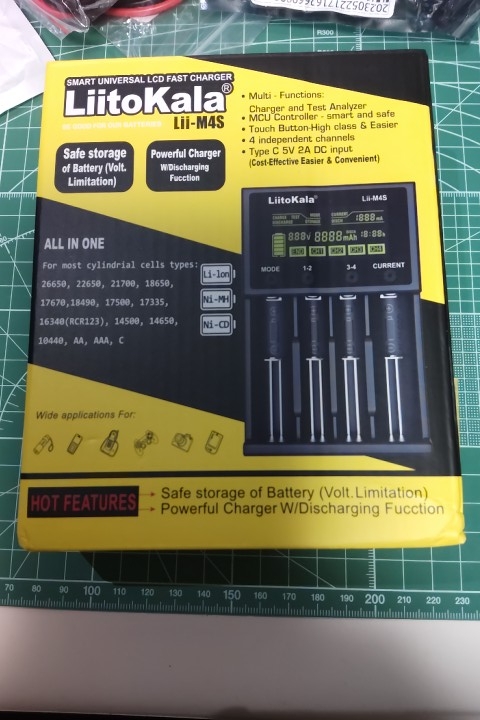 R300
SMART UNIVERSAL LCD FAST CHARGER
LiitoKala®
Lii-M4S
Safe storage
of Battery (Volt.
Limitation)
Powerful Charger
W/Discharging
Fucction
• Multi - Functions:
Charger and Test Analyzer
• MCU Controller - smart and safe
• Touch Button-High class & Easier
• 4 independent channels
• Type C 5V 2A DC input
(Cost-Effective Easier & Convenient)
LiitoKala® Lii-M4S
888V 8888mAh
MODE 1-2 3-4 CURRENT
ALL IN ONE
For most cylindrial cells types:
26650, 22650, 21700, 18650,
17670,18490, 17500, 17335,
16340(RCR123), 14500, 14650,
10440, AA, AAA, C
Li-lon
Ni-MH
Ni-CD
Wide applications For:
HOT FEATURES
Safe storage of Battery (Volt.Limitation)
Powerful Charger W/Discharging Fucction
70 80 90 100 110 120 130 140 150 160 170 180 190 200 210 220 230